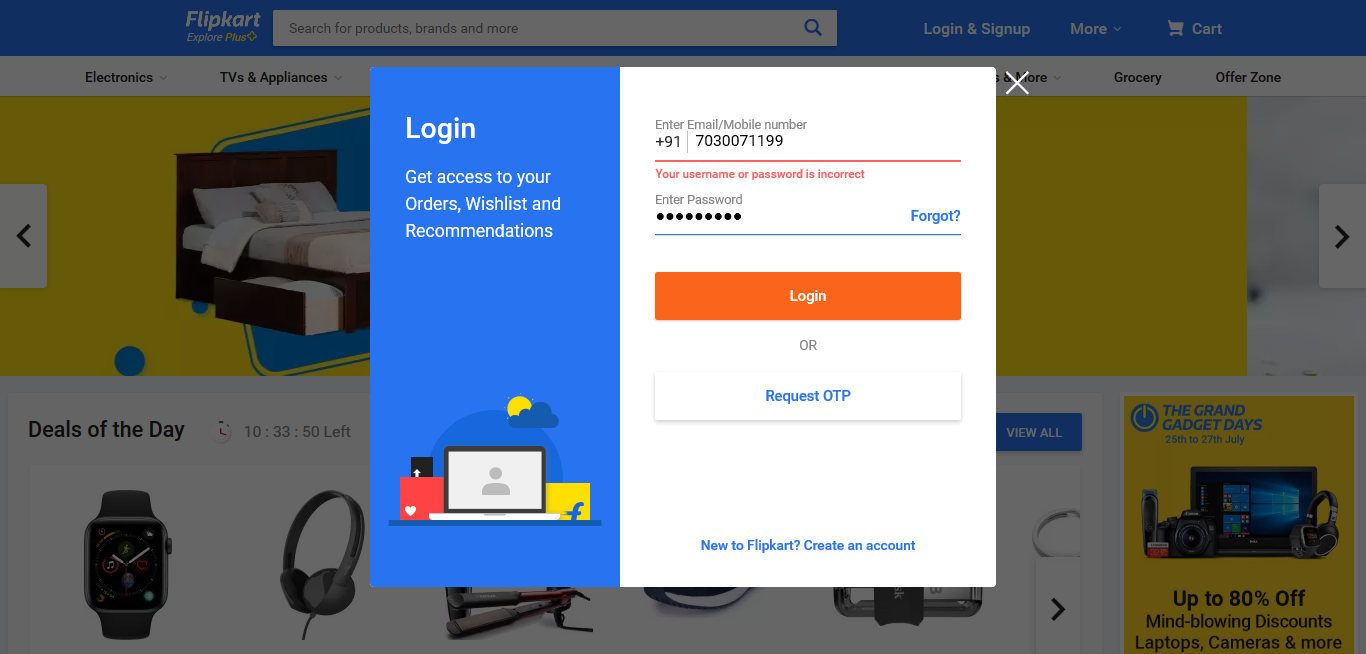 Flipkart
Explore Plus
Search for products, brands and more
Login & Signup
More
Cart
Electronics
TVs & Appliances
& More
Grocery
Offer Zone
Login
Get access to your
Orders, Wishlist and
Recommendations
Enter Email/Mobile number
+91 7030071199
Your username or password is incorrect
Enter Password
Forgot?
Login
OR
Request OTP
New to Flipkart? Create an account
Deals of the Day
10 : 33 : 50 Left
VIEW ALL
THE GRAND
GADGET DAYS
25th to 27th July
Up to 80% Off
Mind-blowing Discounts
Laptops, Cameras & more